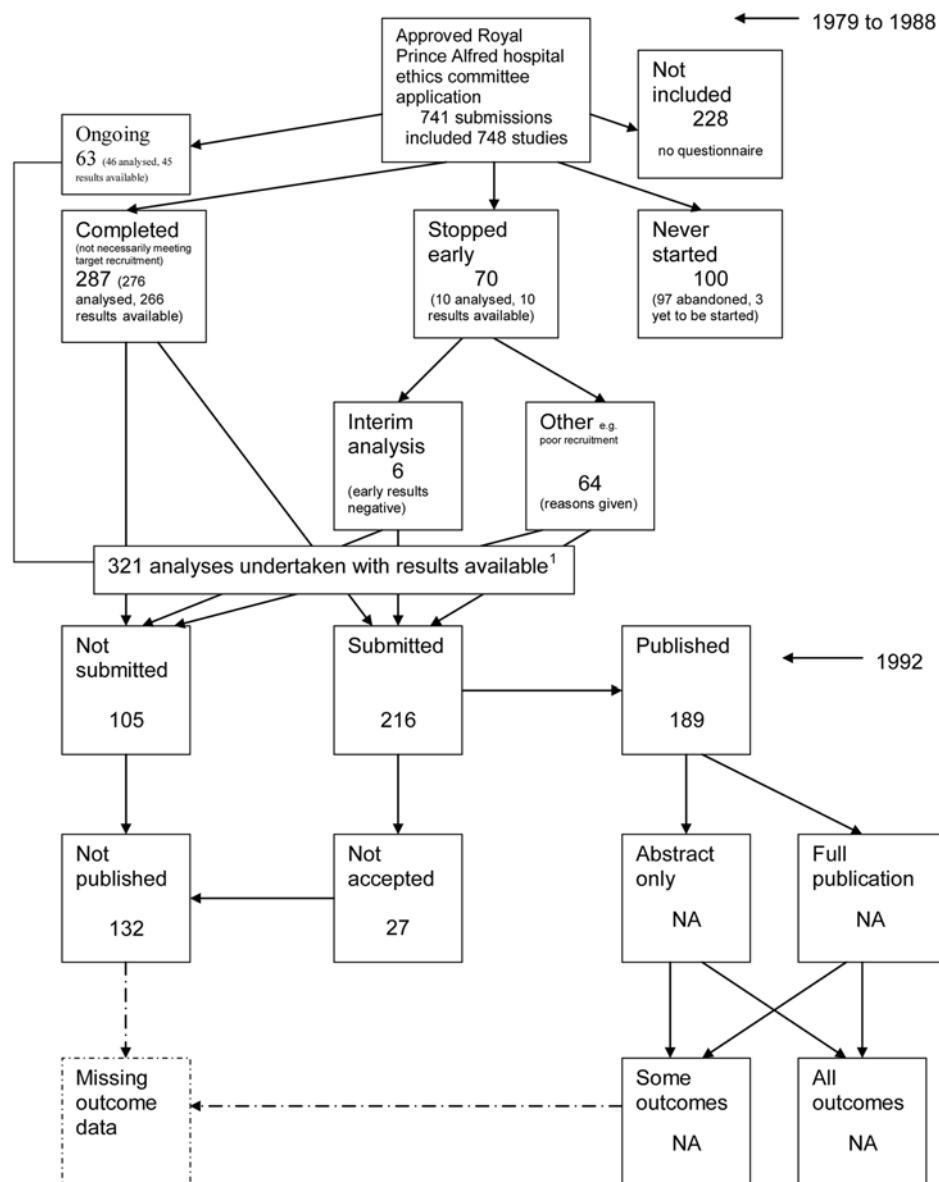 1979 to 1988
Approved Royal
Prince Alfred hospital
ethics committee
application
741 submissions
included 748 studies
Not
included
228
no questionnaire
Ongoing
63 (46 analysed, 45
results available)
Completed
(not necessarily meeting
target recruitment)
287 (276
analysed, 266
results available)
Stopped
early
70
(10 analysed, 10
results available)
Never
started
100
(97 abandoned, 3
yet to be started)
Interim
analysis
6
(early results
negative)
Other e.g.
poor recruitment
64
(reasons given)
321 analyses undertaken with results available1
Not
submitted
105
Submitted
216
Published
189
1992
Not
published
132
Not
accepted
27
Abstract
only
NA
Full
publication
NA
Missing
outcome
data
Some
outcomes
NA
All
outcomes
NA